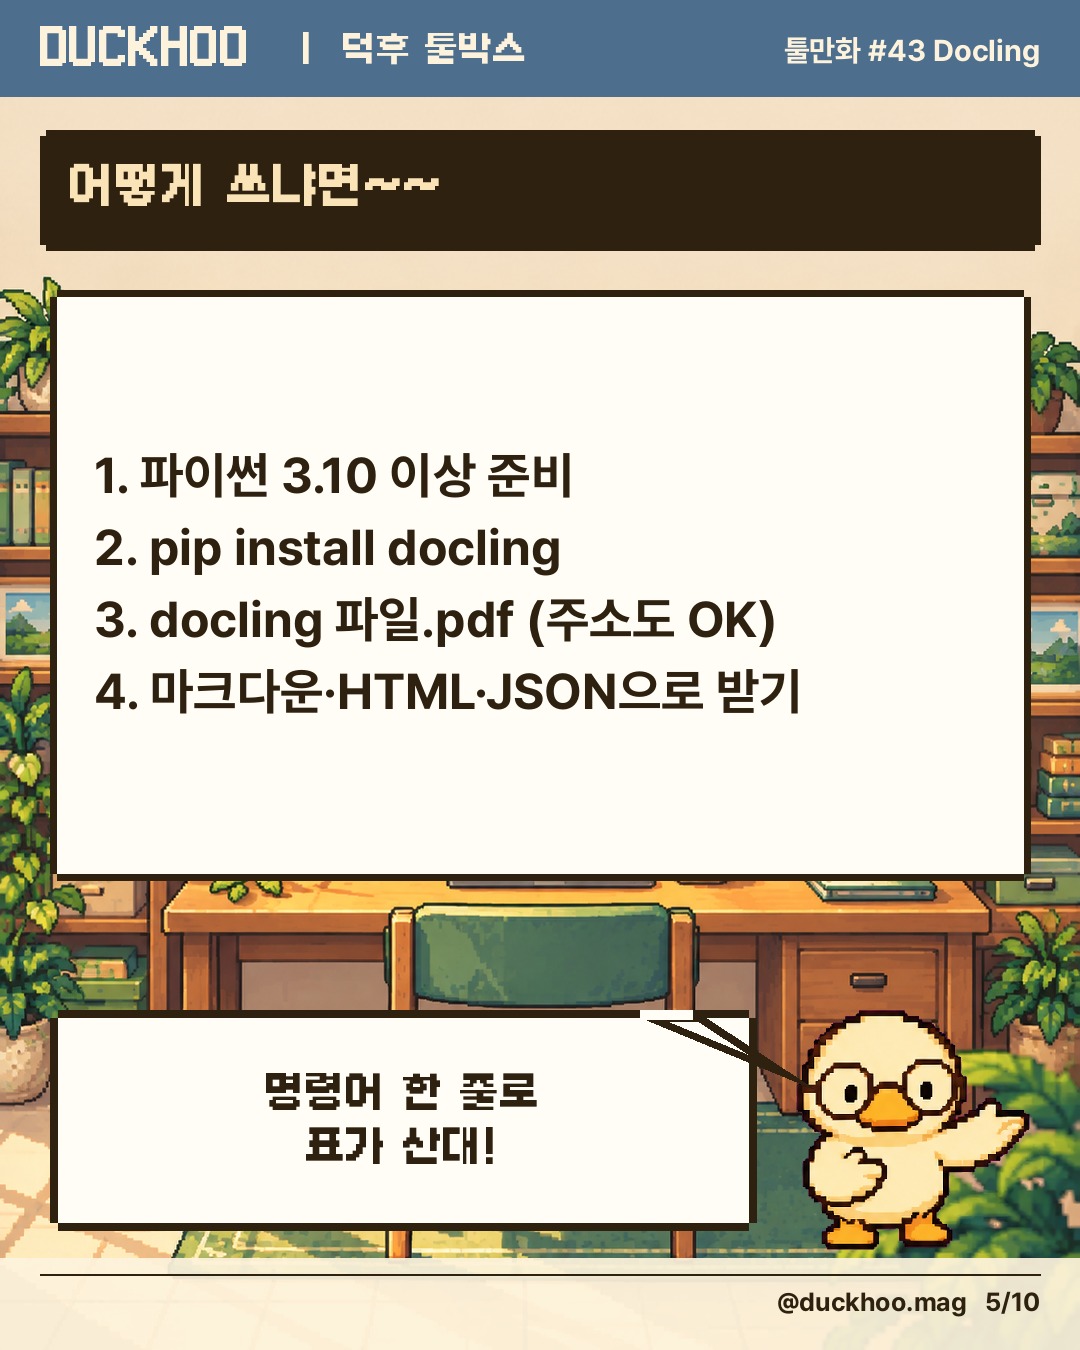 DUCKHOO | 덕후 툴박스
툴만화 #43 Docling
어떻게 쓰냐면~~
1. 파이썬 3.10 이상 준비
2. pip install docling
3. docling 파일.pdf (주소도 OK)
4. 마크다운·HTML·JSON으로 받기
명령어 한 줄로
표가 산대!
@duckhoo.mag 5/10